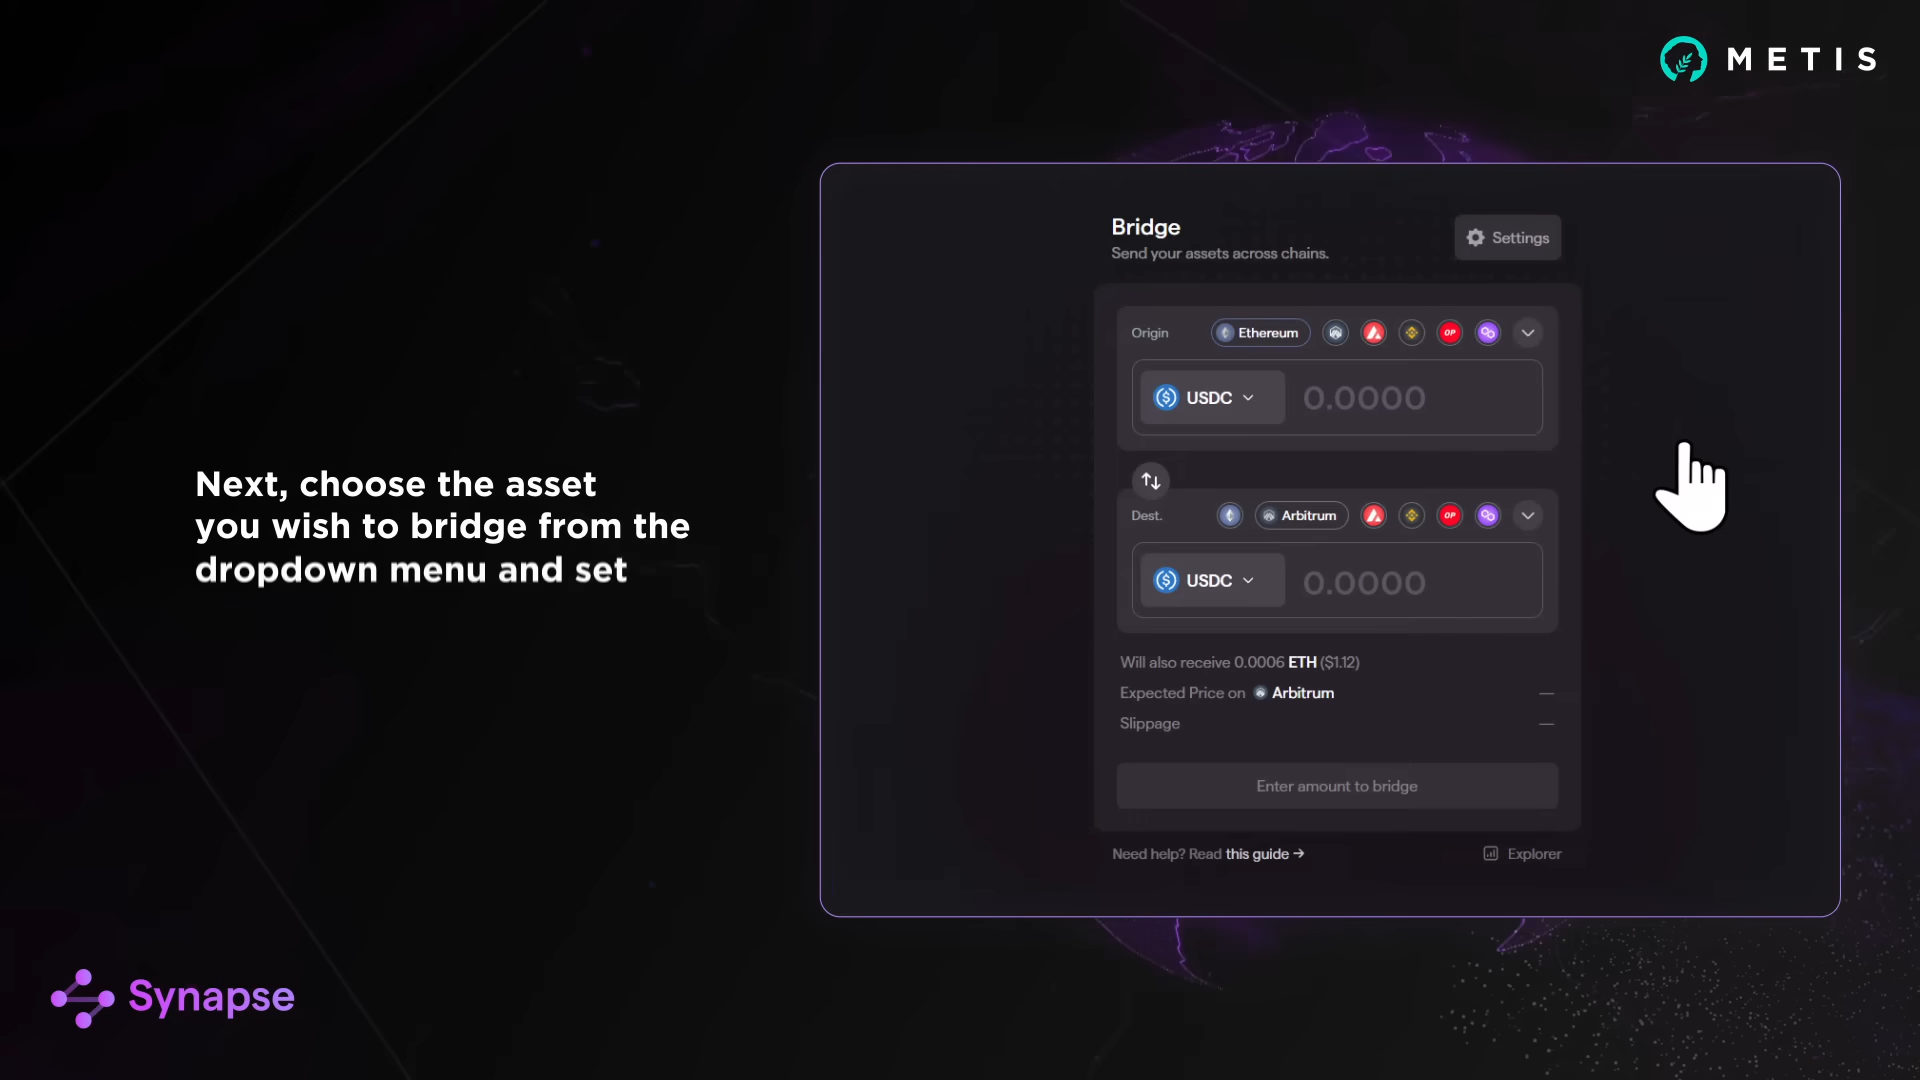 METIS
Bridge
Settings
Send your assets across chains.
Origin Ethereum OP
USDC 0.0000
Next, choose the asset
you wish to bridge from the
dropdown menu and set
Dest. Arbitrum OP
USDC 0.0000
Will also receive 0.0006 ETH ($1.12)
Expected Price on Arbitrum —
Slippage —
Enter amount to bridge
Need help? Read this guide →
Explorer
Synapse